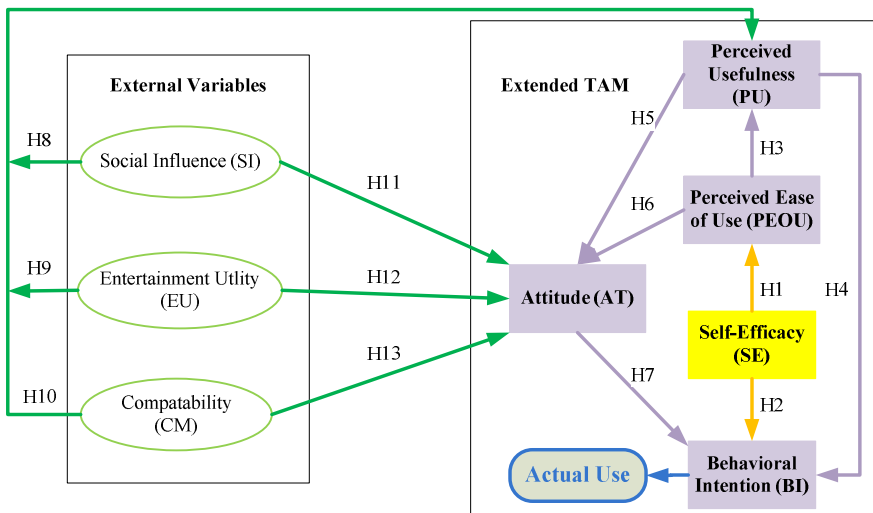 External Variables
Social Influence (SI)
Entertainment Utlity
(EU)
Compatability
(CM)
H8
H9
H10
H11
H12
H13
Extended TAM
Perceived
Usefulness
(PU)
H5
H3
Perceived Ease
of Use (PEOU)
H6
Attitude (AT)
H1
H4
Self-Efficacy
(SE)
H7
H2
Behavioral
Intention (BI)
Actual Use